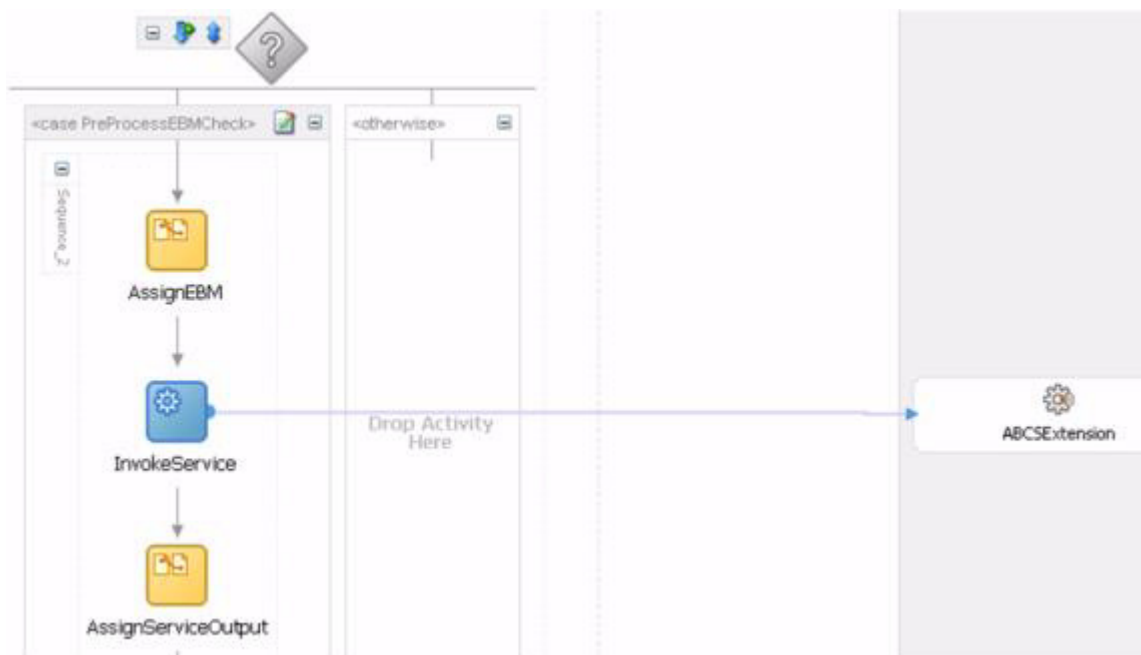 <case PreProcessEBMCheck>
<otherwise>
Sequence_2
AssignEBM
InvokeService
Drop Activity
Here
ABCSExtension
AssignServiceOutput